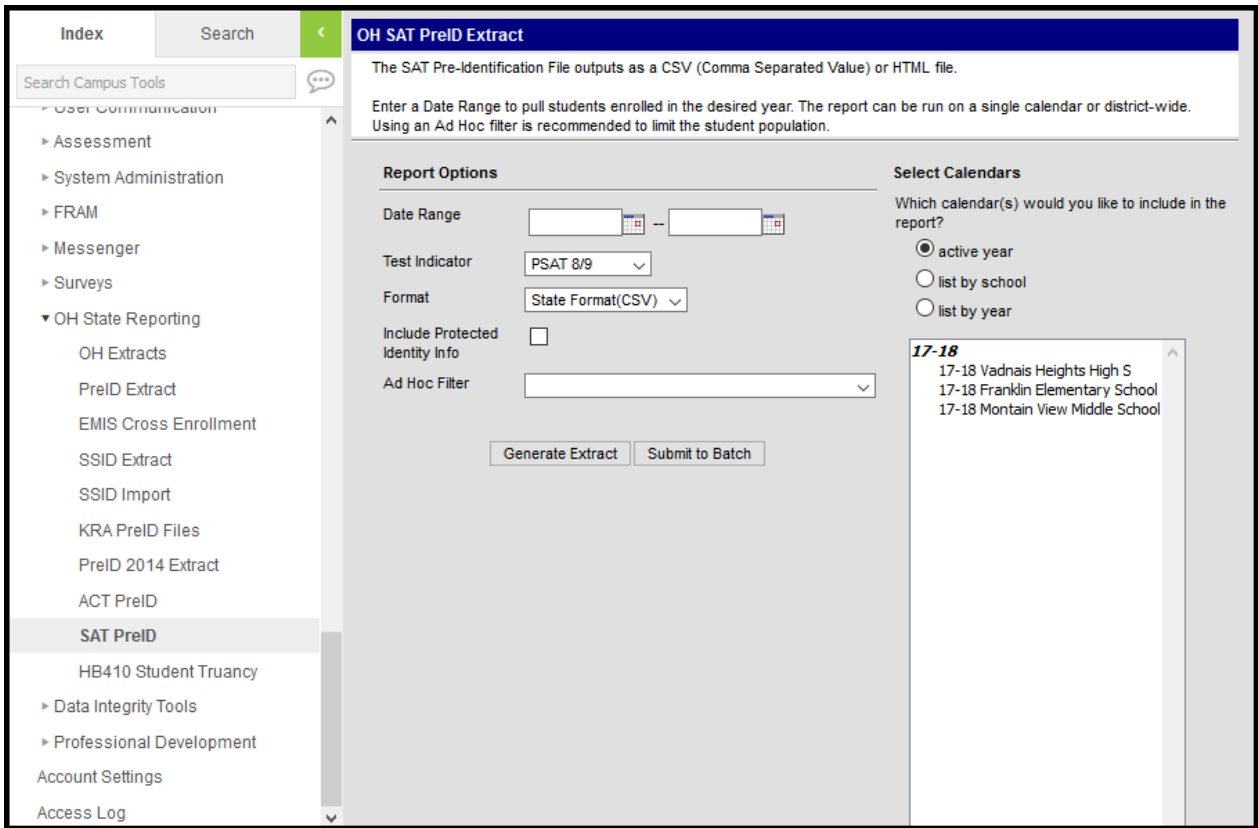 Index
Search
Search Campus Tools
User Communication
Assessment
System Administration
FRAM
Messenger
Surveys
OH State Reporting
OH Extracts
PreID Extract
EMIS Cross Enrollment
SSID Extract
SSID Import
KRA PreID Files
PreID 2014 Extract
ACT PreID
SAT PreID
HB410 Student Truancy
Data Integrity Tools
Professional Development
Account Settings
Access Log
OH SAT PreID Extract
The SAT Pre-Identification File outputs as a CSV (Comma Separated Value) or HTML file.
Enter a Date Range to pull students enrolled in the desired year. The report can be run on a single calendar or district-wide.
Using an Ad Hoc filter is recommended to limit the student population.
Report Options
Date Range
--
Test Indicator
PSAT 8/9
Format
State Format(CSV)
Include Protected
Identity Info
Ad Hoc Filter
Generate Extract
Submit to Batch
Select Calendars
Which calendar(s) would you like to include in the
report?
active year
list by school
list by year
17-18
17-18 Vadnais Heights High S
17-18 Franklin Elementary School
17-18 Montain View Middle School